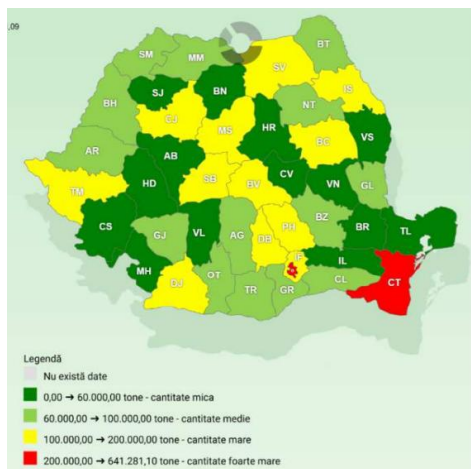 ,09
SM MM BT
SV
SJ BN IS
BH NT
CJ
MS HR BC VS
AR AB
TM HD SB BV CV VN GL
CS GJ VL AG BZ BR TL
DB PH
MH IF IL
DJ OT CT
TR GR CL
Legendă
Nu există date
0,00 → 60.000,00 tone - cantitate mica
60.000,00 → 100.000,00 tone - cantitate medie
100.000,00 → 200.000,00 tone - cantitate mare
200.000,00 → 641.281,10 tone - cantitate foarte mare